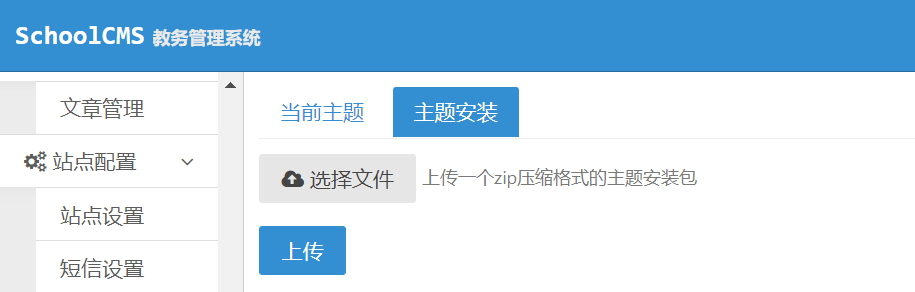 SchoolCMS 教务管理系统
文章管理
站点配置
站点设置
短信设置
当前主题 主题安装
选择文件 上传一个zip压缩格式的主题安装包
上传